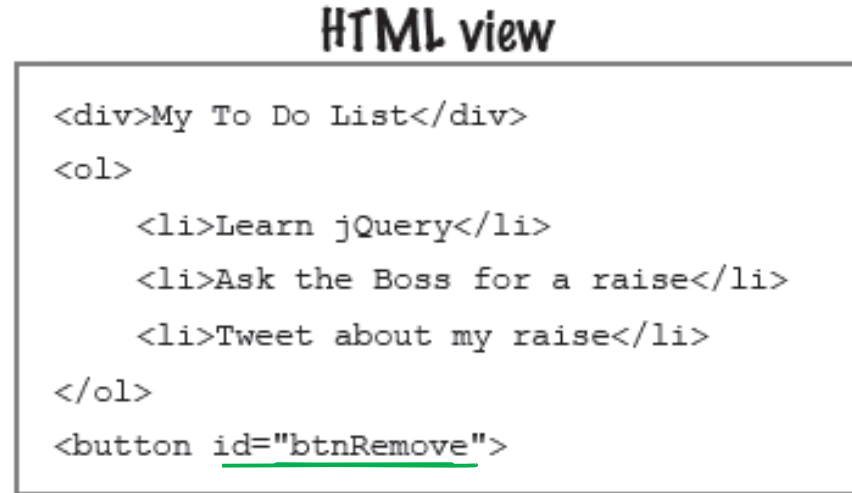 HTML view
<div>My To Do List</div>
<ol>
<li>Learn jQuery</li>
<li>Ask the Boss for a raise</li>
<li>Tweet about my raise</li>
</ol>
<button id="btnRemove">